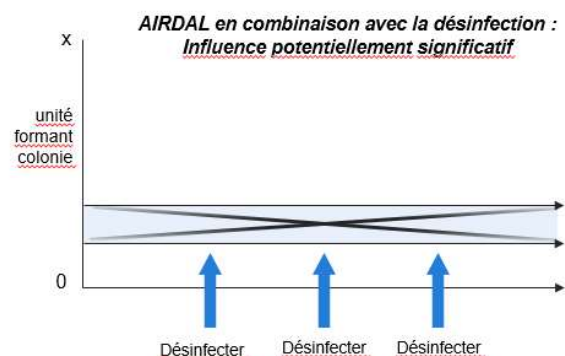 AIRDAL en combinaison avec la désinfection :
Influence potentiellement significatif
x
unité
formant
colonie
0
Désinfecter Désinfecter Désinfecter